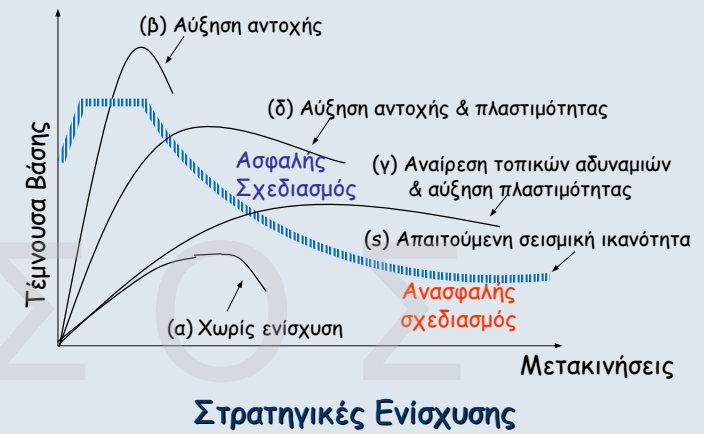 (β) Αύξηση αντοχής
(δ) Αύξηση αντοχής & πλαστιμότητας
Τέμνουσα Βάσης
Ασφαλής
Σχεδιασμός
(γ) Αναίρεση τοπικών αδυναμιών
& αύξηση πλαστιμότητας
(s) Απαιτούμενη σεισμική ικανότητα
Ανασφαλής
σχεδιασμός
(α) Χωρίς ενίσχυση
ΣΟΣ
Μετακινήσεις
Στρατηγικές Ενίσχυσης